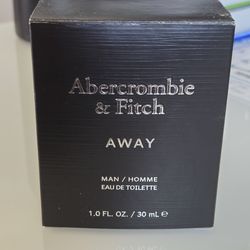 Abercrombie
& Fitch
AWAY
MAN / HOMME
EAU DE TOILETTE
1.0 FL. OZ. / 30 mL ℮